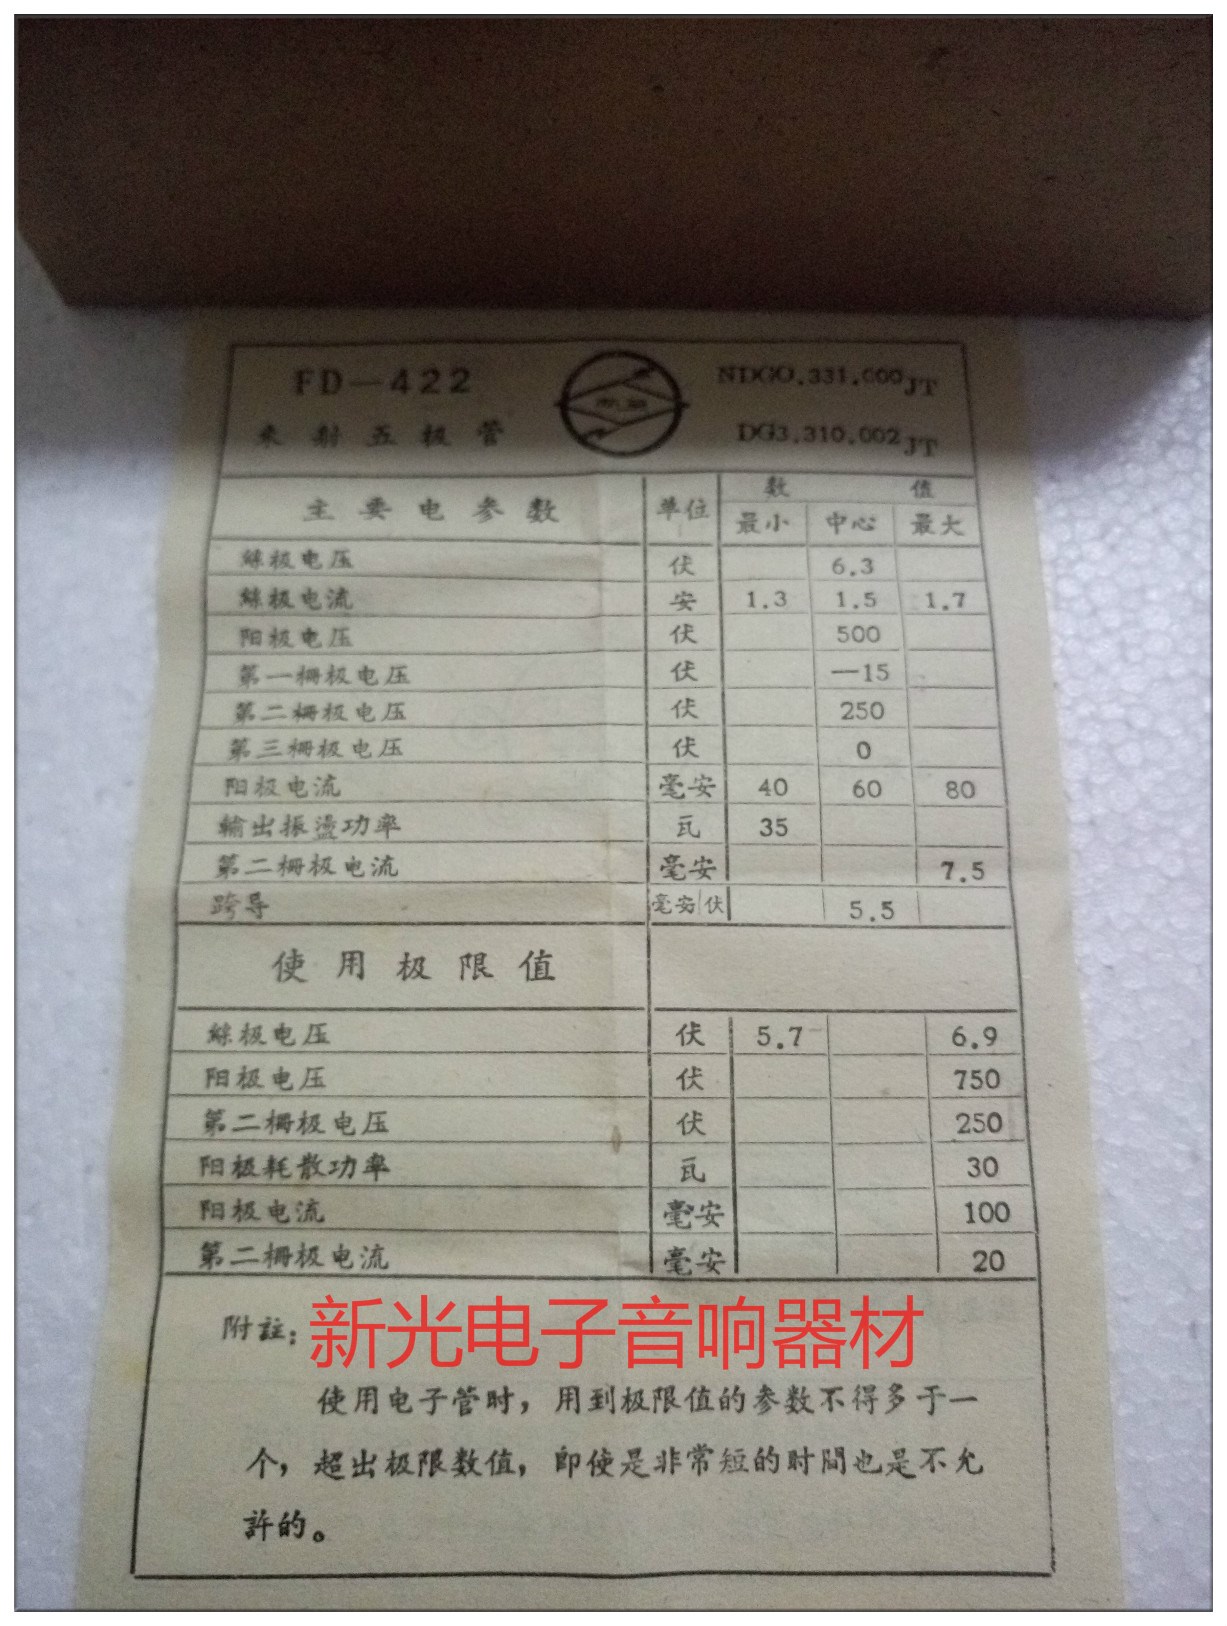 FD—422
NDGO.331.000JT
束射五极管
DG3.310.002JT
主要电参数 单位 数值
最小 中心 最大
絲极电压 伏 6.3
絲极电流 安 1.3 1.5 1.7
阳极电压 伏 500
第一栅极电压 伏 —15
第二栅极电压 伏 250
第三栅极电压 伏 0
阳极电流 毫安 40 60 80
输出振盪功率 瓦 35
第二栅极电流 毫安 7.5
跨导 毫安/伏 5.5
使用极限值
絲极电压 伏 5.7 6.9
阳极电压 伏 750
第二栅极电压 伏 250
阳极耗散功率 瓦 30
阳极电流 毫安 100
第二栅极电流 毫安 20
附註：
新光电子音响器材
使用电子管时，用到极限值的参数不得多于一
个，超出极限数值，即使是非常短的时間也是不允
許的。